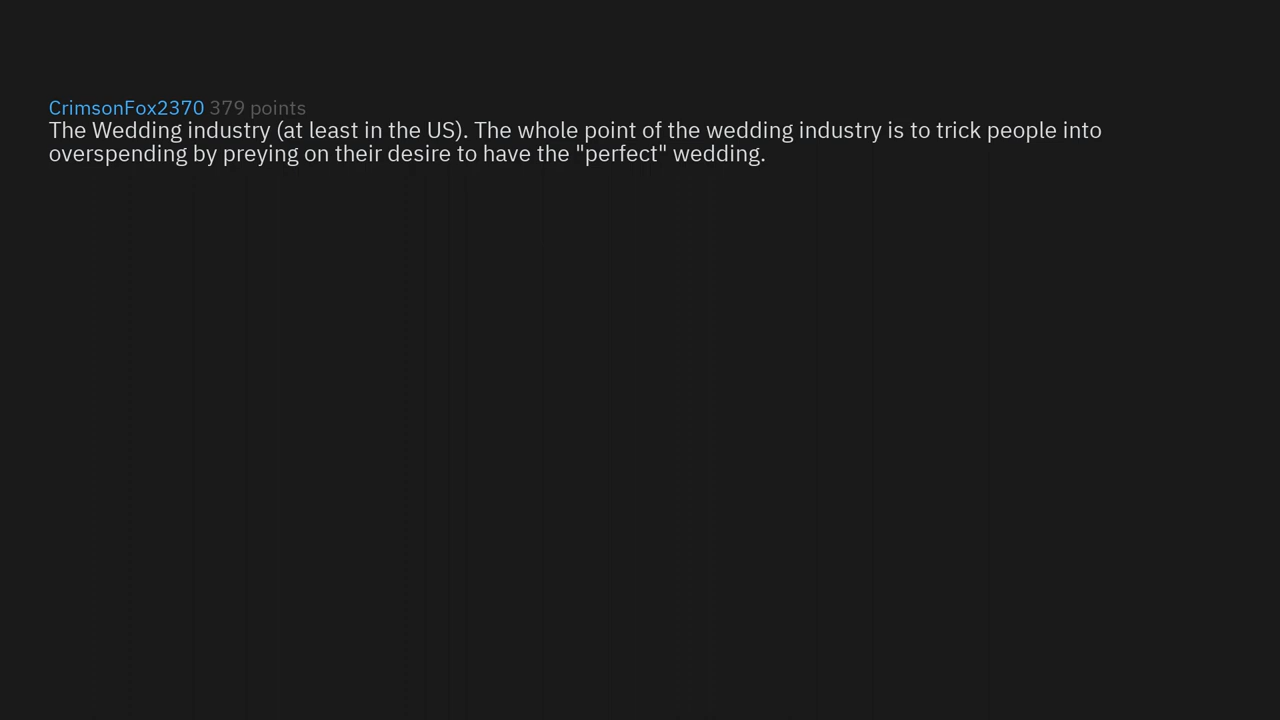 CrimsonFox2370 379 points
The Wedding industry (at least in the US). The whole point of the wedding industry is to trick people into
overspending by preying on their desire to have the "perfect" wedding.